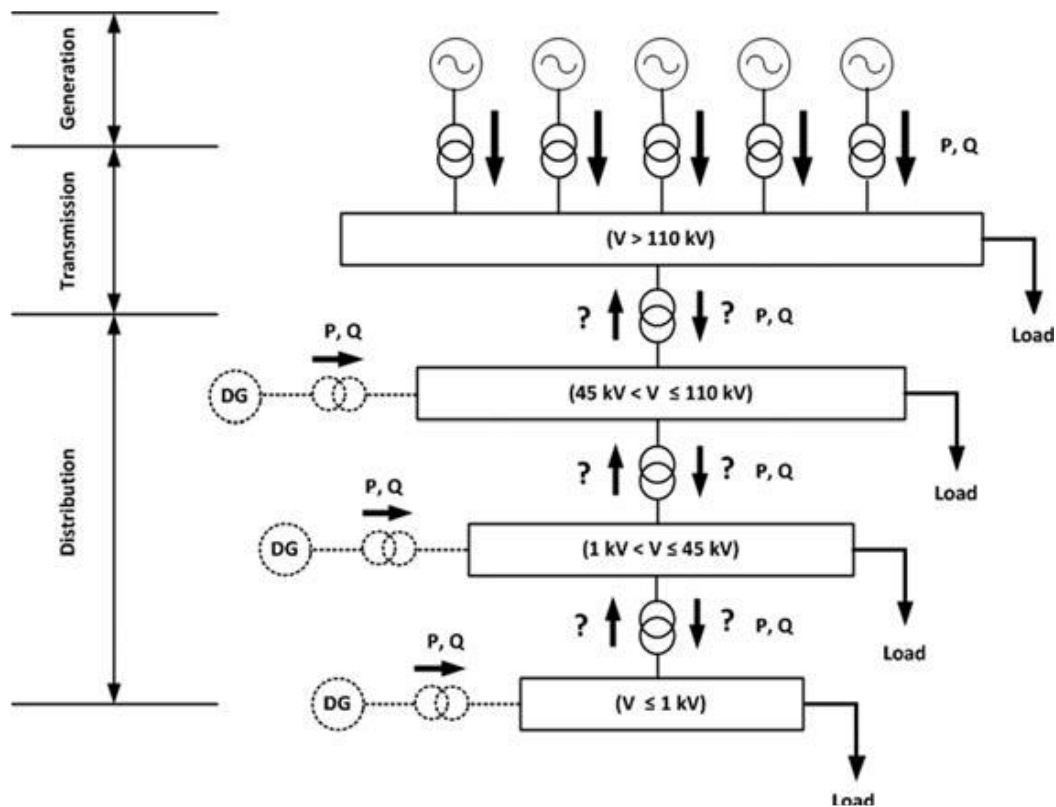 Generation
P, Q
Transmission
(V > 110 kV)
? ? P, Q
Load
P, Q
DG
(45 kV < V ≤ 110 kV)
Distribution
? ? P, Q
Load
P, Q
DG
(1 kV < V ≤ 45 kV)
? ? P, Q
Load
P, Q
DG
(V ≤ 1 kV)
Load